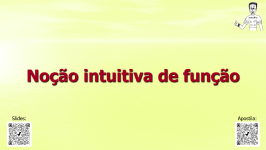 Noção intuitiva de função
Slides:
Apostila: